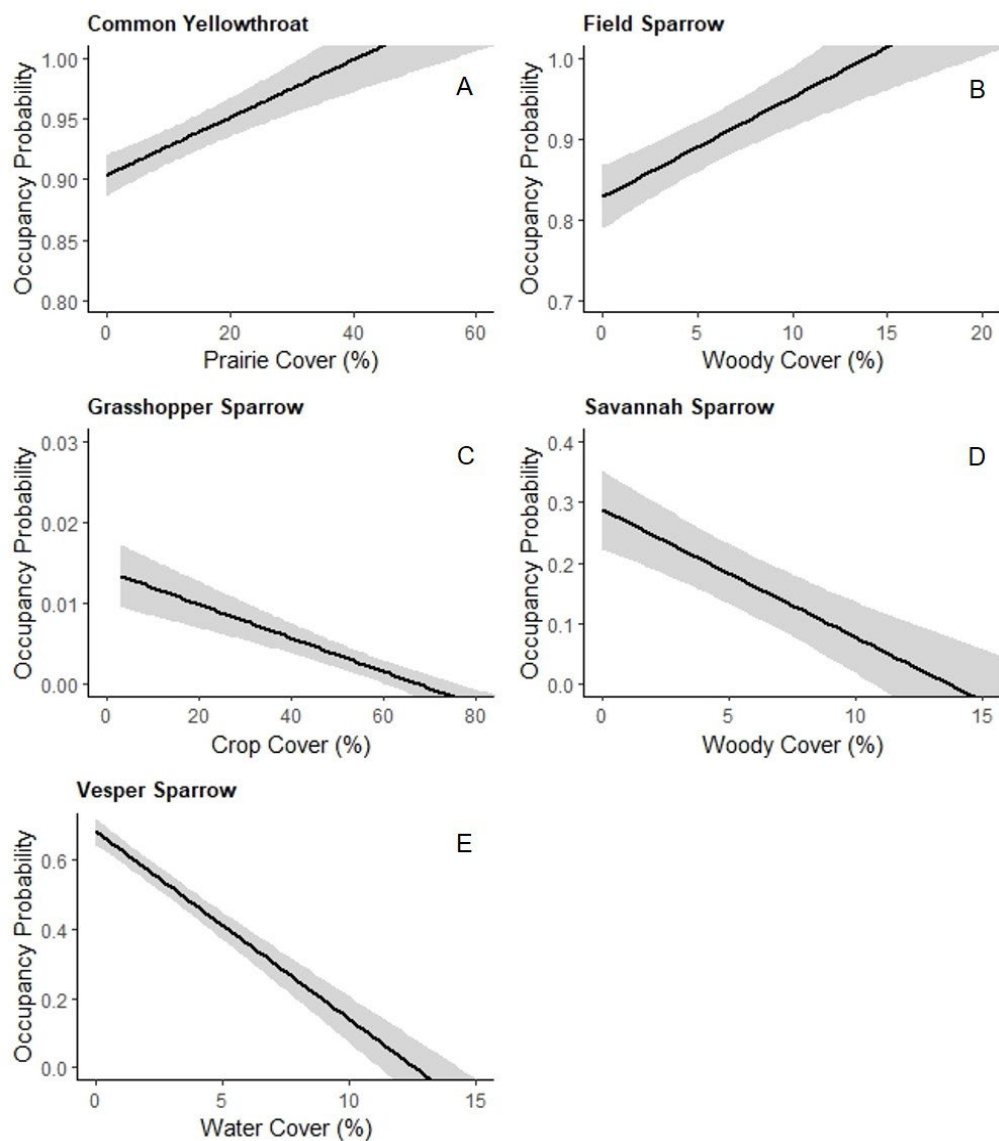 Common Yellowthroat
A
Occupancy Probability
1.00
0.95
0.90
0.85
0.80
0 20 40 60
Prairie Cover (%)
Field Sparrow
B
Occupancy Probability
1.0
0.9
0.8
0.7
0 5 10 15 20
Woody Cover (%)
Grasshopper Sparrow
C
Occupancy Probability
0.03
0.02
0.01
0.00
0 20 40 60 80
Crop Cover (%)
Savannah Sparrow
D
Occupancy Probability
0.4
0.3
0.2
0.1
0.0
0 5 10 15
Woody Cover (%)
Vesper Sparrow
E
Occupancy Probability
0.6
0.4
0.2
0.0
0 5 10 15
Water Cover (%)